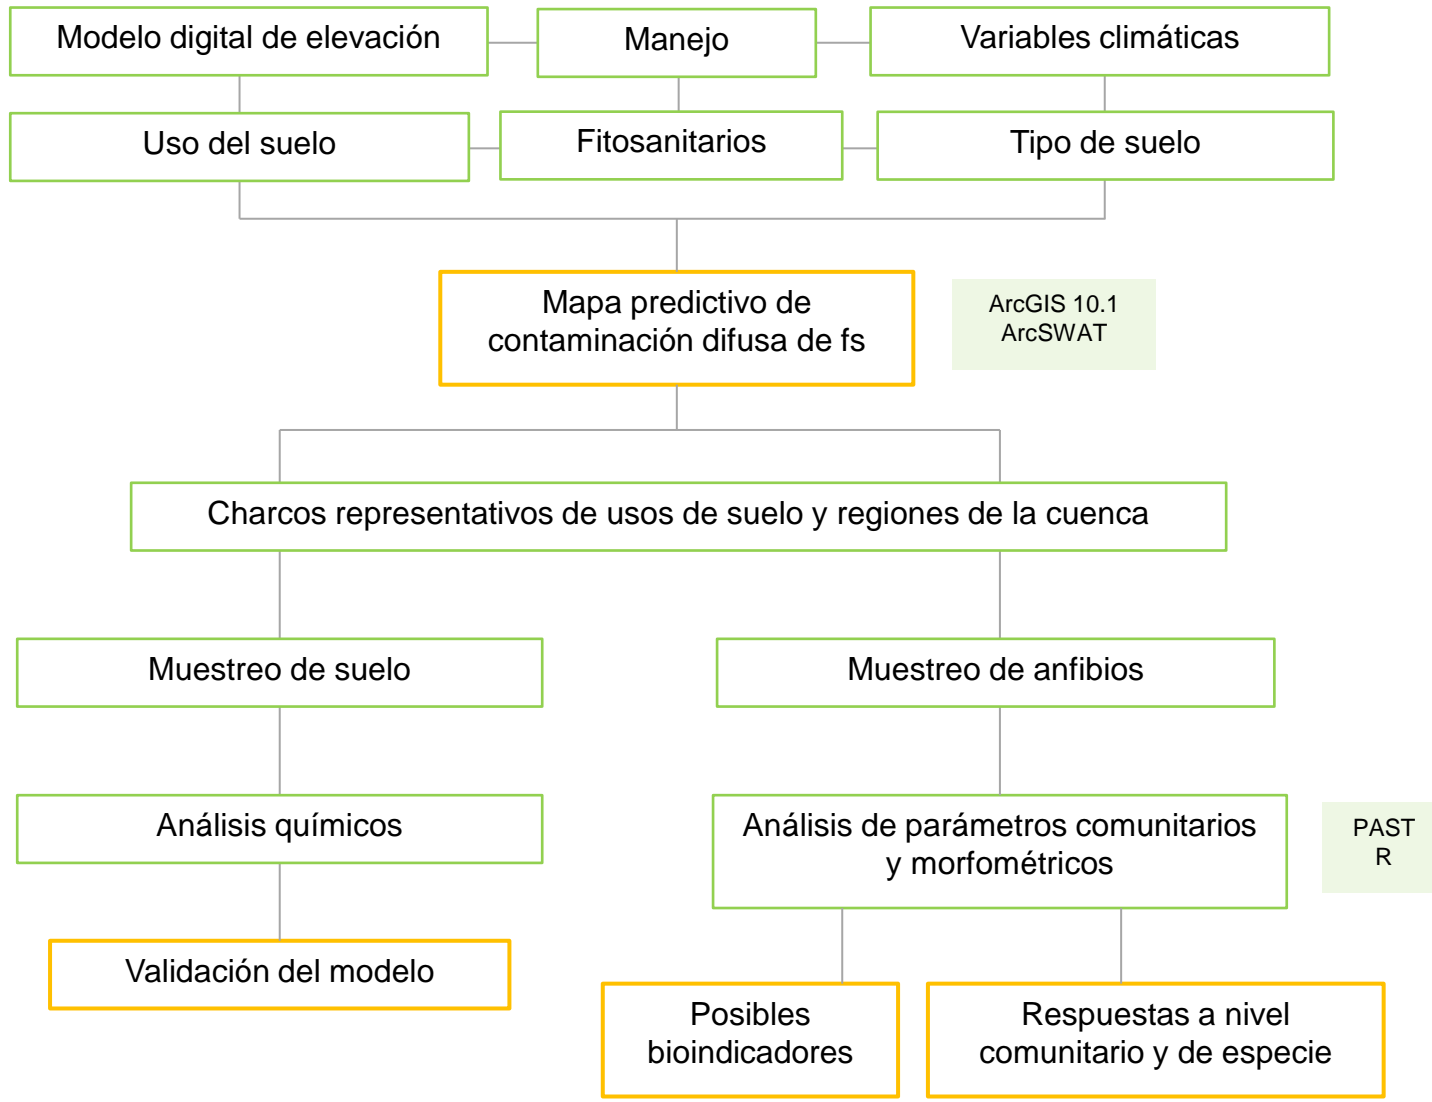 Modelo digital de elevación
Manejo
Variables climáticas
Uso del suelo
Fitosanitarios
Tipo de suelo
Mapa predictivo de
contaminación difusa de fs
ArcGIS 10.1
ArcSWAT
Charcos representativos de usos de suelo y regiones de la cuenca
Muestreo de suelo
Muestreo de anfibios
Análisis químicos
Análisis de parámetros comunitarios
y morfométricos
PAST
R
Validación del modelo
Posibles
bioindicadores
Respuestas a nivel
comunitario y de especie